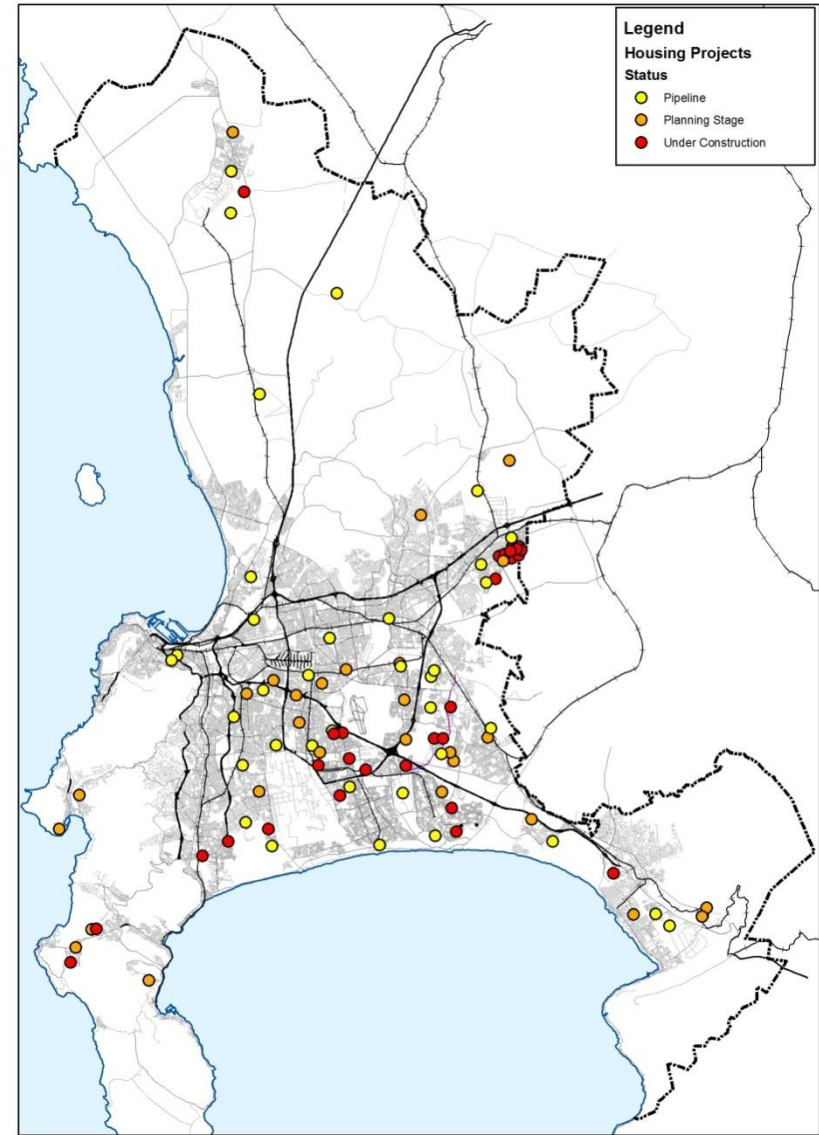 Legend
Housing Projects
Status
Pipeline
Planning Stage
Under Construction